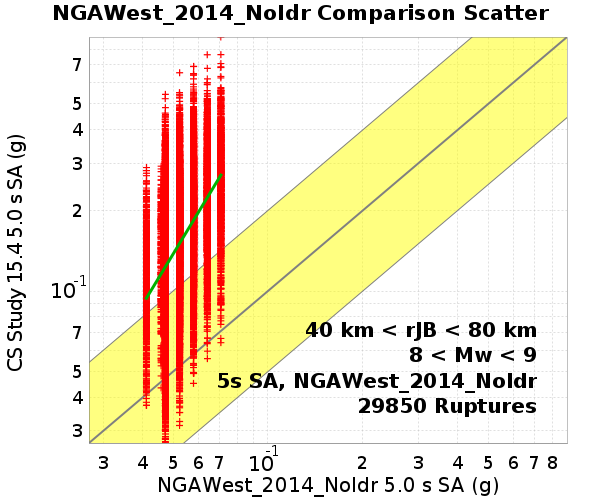 NGAWest_2014_NoIdr Comparison Scatter
CS Study 15.4 5.0 s SA (g)
7
5
4
3
2
10-1
7
5
4
3
40 km < rJB < 80 km
8 < Mw < 9
5s SA, NGAWest_2014_NoIdr
29850 Ruptures
3 4 5 6 7 10-1 2 3 4 5 6 7 8
NGAWest_2014_NoIdr 5.0 s SA (g)